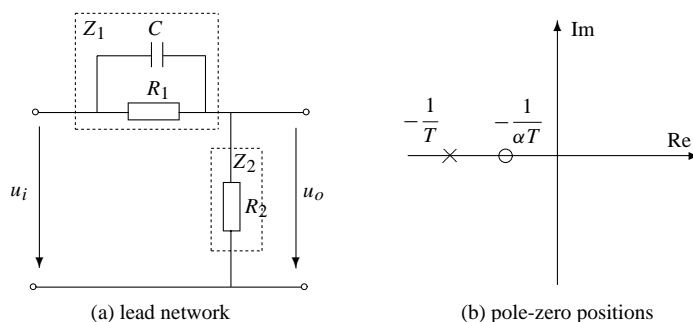 Z₁
C
R₁
Z₂
R₂
uᵢ
uₒ
(a) lead network
Im
−1/T
−1/αT
Re
(b) pole-zero positions